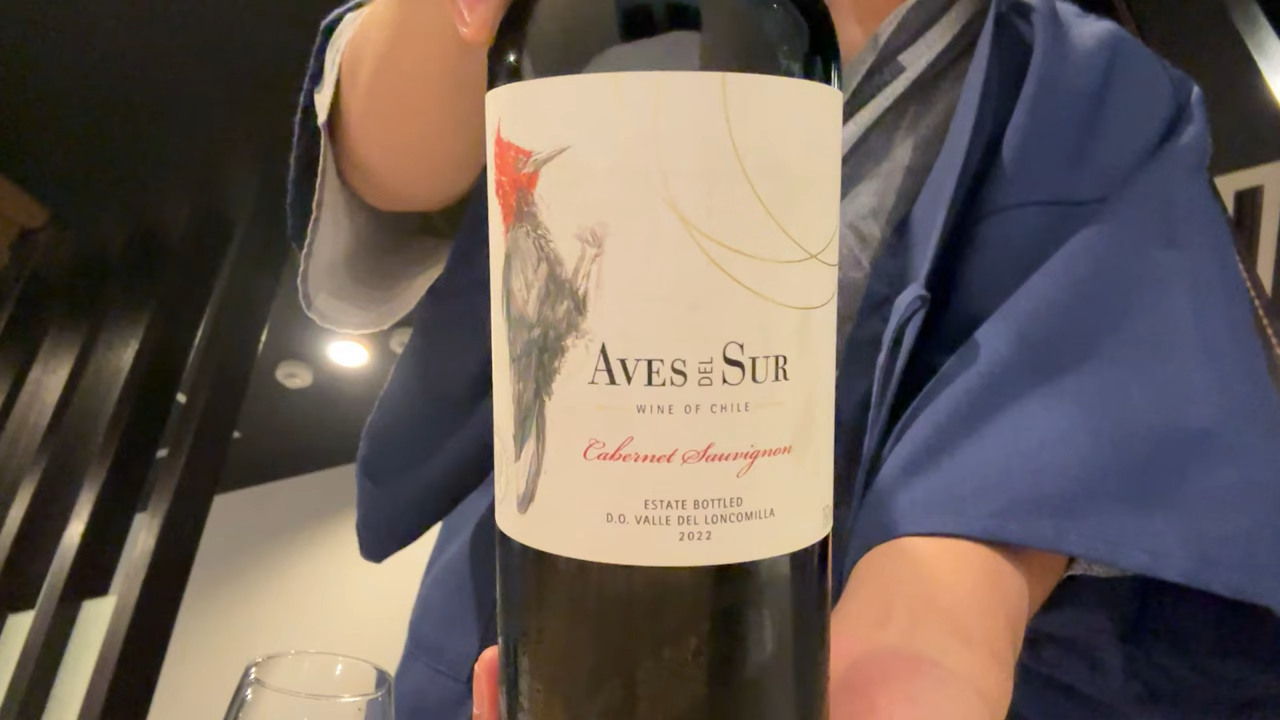 AVES DEL SUR
WINE OF CHILE
Cabernet Sauvignon
ESTATE BOTTLED
D.O. VALLE DEL LONCOMILLA
2022